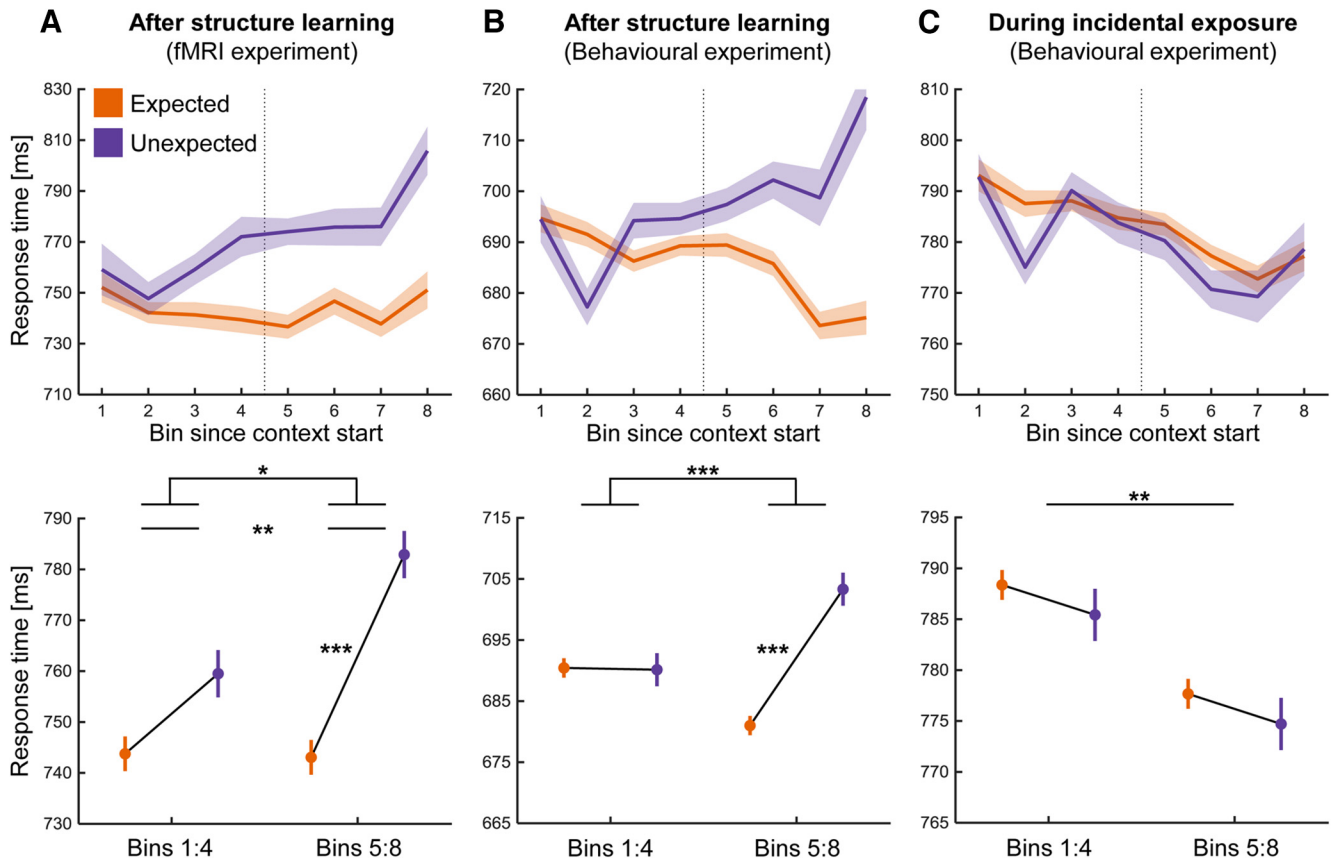 A
After structure learning
(fMRI experiment)
Response time [ms]
830
810
790
770
750
730
710
Expected
Unexpected
1 2 3 4 5 6 7 8
Bin since context start
B
After structure learning
(Behavioural experiment)
720
710
700
690
680
670
660
1 2 3 4 5 6 7 8
Bin since context start
C
During incidental exposure
(Behavioural experiment)
810
800
790
780
770
760
750
1 2 3 4 5 6 7 8
Bin since context start
Response time [ms]
*
**
790
780
770
760
750
740
730
***
Bins 1:4 Bins 5:8
***
715
705
695
685
675
665
***
Bins 1:4 Bins 5:8
**
795
790
785
780
775
770
765
Bins 1:4 Bins 5:8